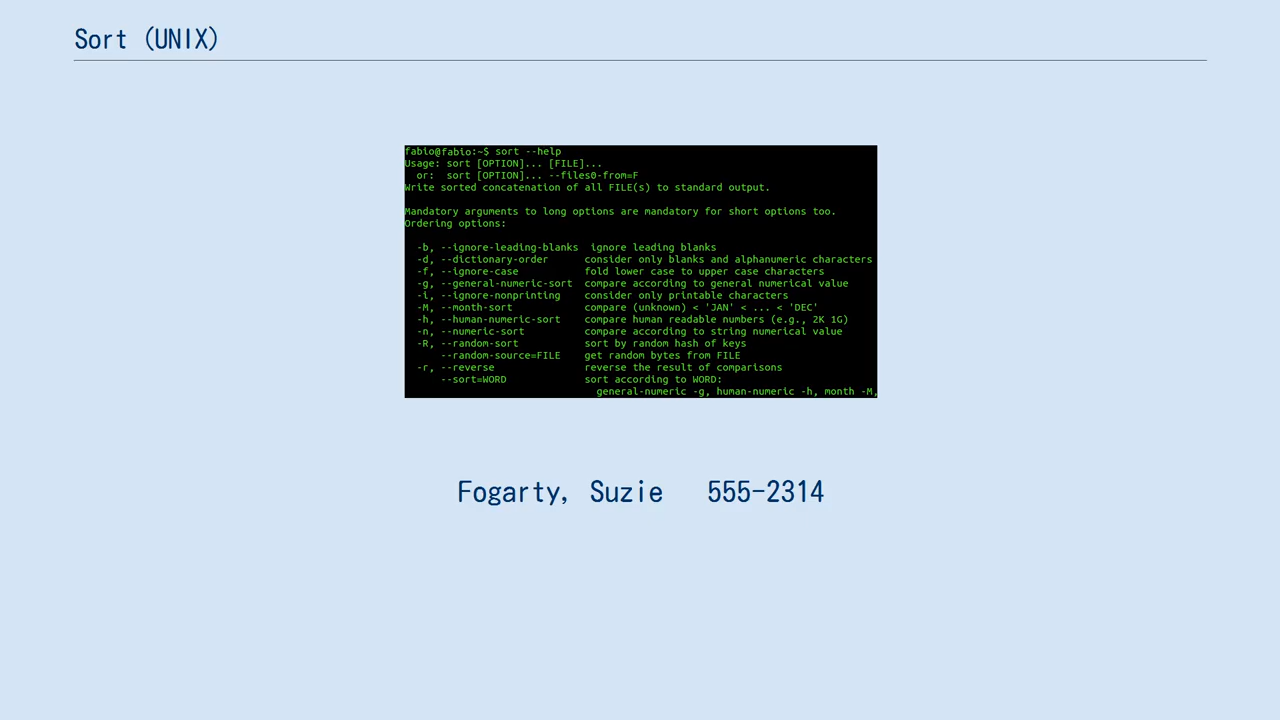 Sort (UNIX)
fabio@fabio:~$ sort --help
Usage: sort [OPTION]... [FILE]...
  or:  sort [OPTION]... --files0-from=F
Write sorted concatenation of all FILE(s) to standard output.
Mandatory arguments to long options are mandatory for short options too.
Ordering options:
  -b, --ignore-leading-blanks  ignore leading blanks
  -d, --dictionary-order      consider only blanks and alphanumeric characters
  -f, --ignore-case           fold lower case to upper case characters
  -g, --general-numeric-sort  compare according to general numerical value
  -i, --ignore-nonprinting    consider only printable characters
  -M, --month-sort            compare (unknown) < 'JAN' < ... < 'DEC'
  -h, --human-numeric-sort    compare human readable numbers (e.g., 2K 1G)
  -n, --numeric-sort          compare according to string numerical value
  -R, --random-sort           sort by random hash of keys
      --random-source=FILE    get random bytes from FILE
  -r, --reverse               reverse the result of comparisons
      --sort=WORD             sort according to WORD:
                                general-numeric -g, human-numeric -h, month -M,
Fogarty, Suzie   555-2314